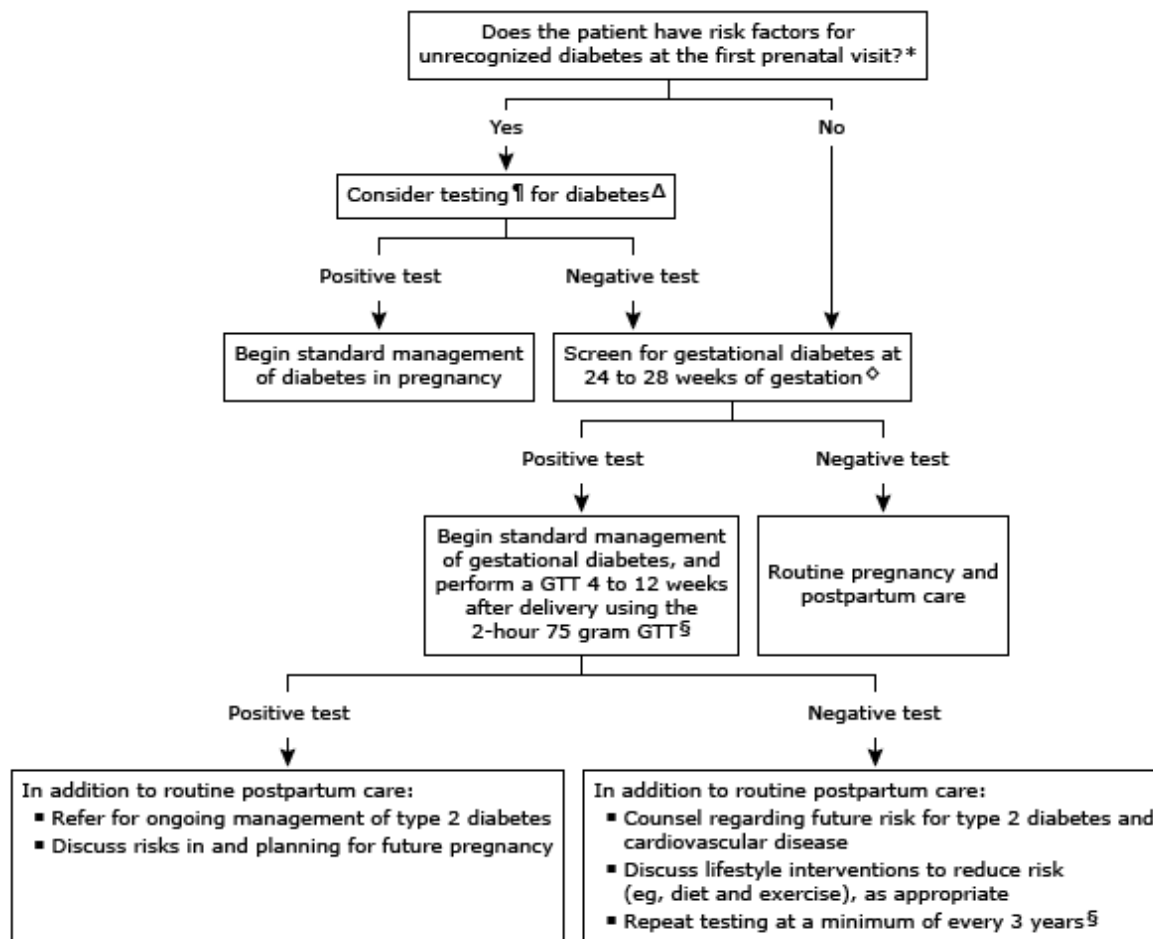 Does the patient have risk factors for
unrecognized diabetes at the first prenatal visit?*
Yes
No
Consider testing¶ for diabetesΔ
Positive test
Negative test
Begin standard management
of diabetes in pregnancy
Screen for gestational diabetes at
24 to 28 weeks of gestation◇
Positive test
Negative test
Begin standard management
of gestational diabetes, and
perform a GTT 4 to 12 weeks
after delivery using the
2-hour 75 gram GTT§
Routine pregnancy and
postpartum care
Positive test
Negative test
In addition to routine postpartum care:
▪ Refer for ongoing management of type 2 diabetes
▪ Discuss risks in and planning for future pregnancy
In addition to routine postpartum care:
▪ Counsel regarding future risk for type 2 diabetes and
cardiovascular disease
▪ Discuss lifestyle interventions to reduce risk
(eg, diet and exercise), as appropriate
▪ Repeat testing at a minimum of every 3 years§